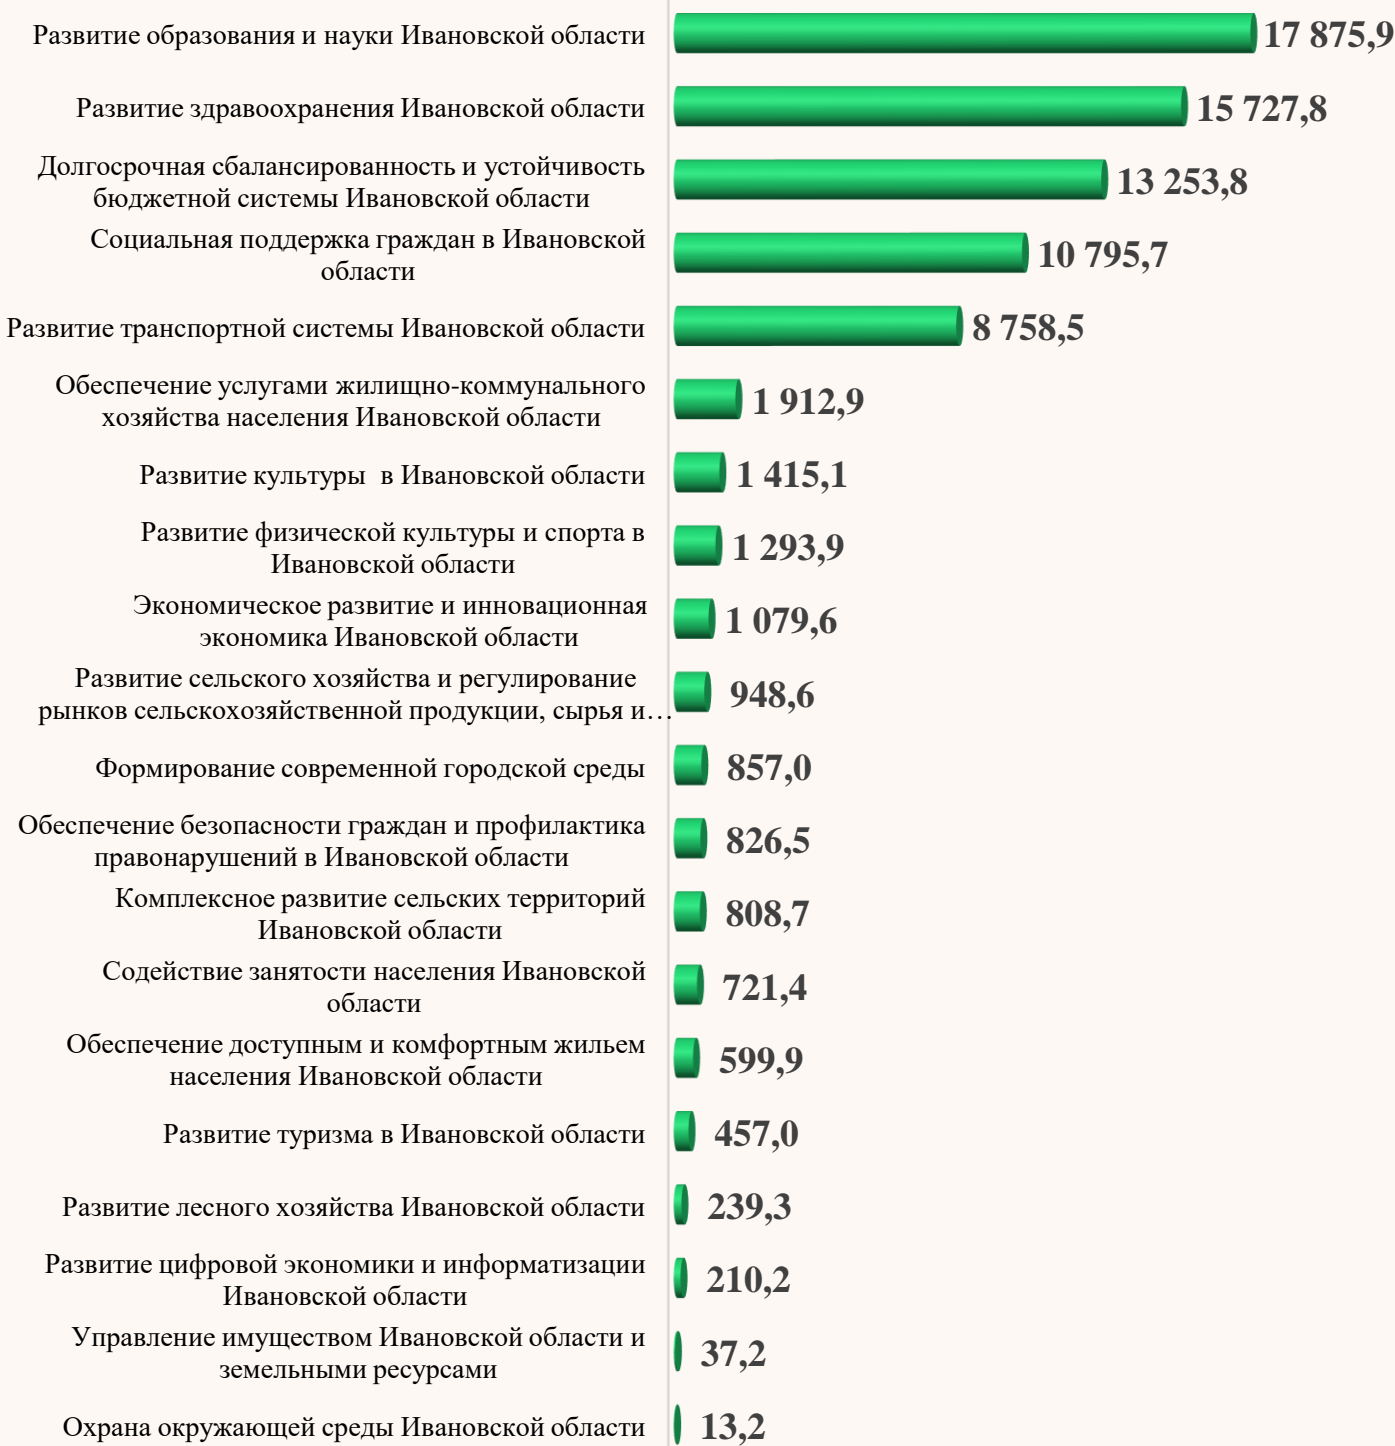 Развитие образования и науки Ивановской области 17 875,9
Развитие здравоохранения Ивановской области 15 727,8
Долгосрочная сбалансированность и устойчивость
бюджетной системы Ивановской области
13 253,8
Социальная поддержка граждан в Ивановской
области
10 795,7
Развитие транспортной системы Ивановской области 8 758,5
Обеспечение услугами жилищно-коммунального
хозяйства населения Ивановской области
1 912,9
Развитие культуры  в Ивановской области 1 415,1
Развитие физической культуры и спорта в
Ивановской области
1 293,9
Экономическое развитие и инновационная
экономика Ивановской области
1 079,6
Развитие сельского хозяйства и регулирование
рынков сельскохозяйственной продукции, сырья и…
948,6
Формирование современной городской среды 857,0
Обеспечение безопасности граждан и профилактика
правонарушений в Ивановской области
826,5
Комплексное развитие сельских территорий
Ивановской области
808,7
Содействие занятости населения Ивановской
области
721,4
Обеспечение доступным и комфортным жильем
населения Ивановской области
599,9
Развитие туризма в Ивановской области 457,0
Развитие лесного хозяйства Ивановской области 239,3
Развитие цифровой экономики и информатизации
Ивановской области
210,2
Управление имуществом Ивановской области и
земельными ресурсами
37,2
Охрана окружающей среды Ивановской области 13,2